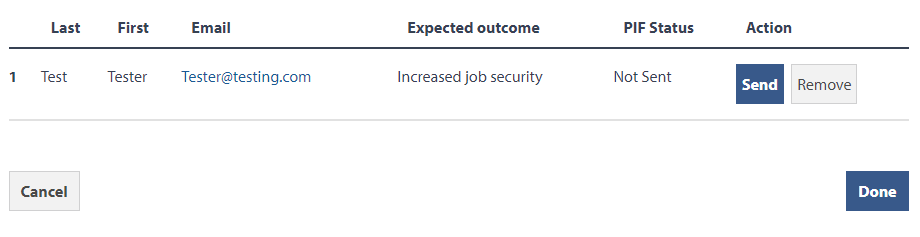 Last First Email Expected outcome PIF Status Action
1 Test Tester Tester@testing.com Increased job security Not Sent Send Remove
Cancel Done